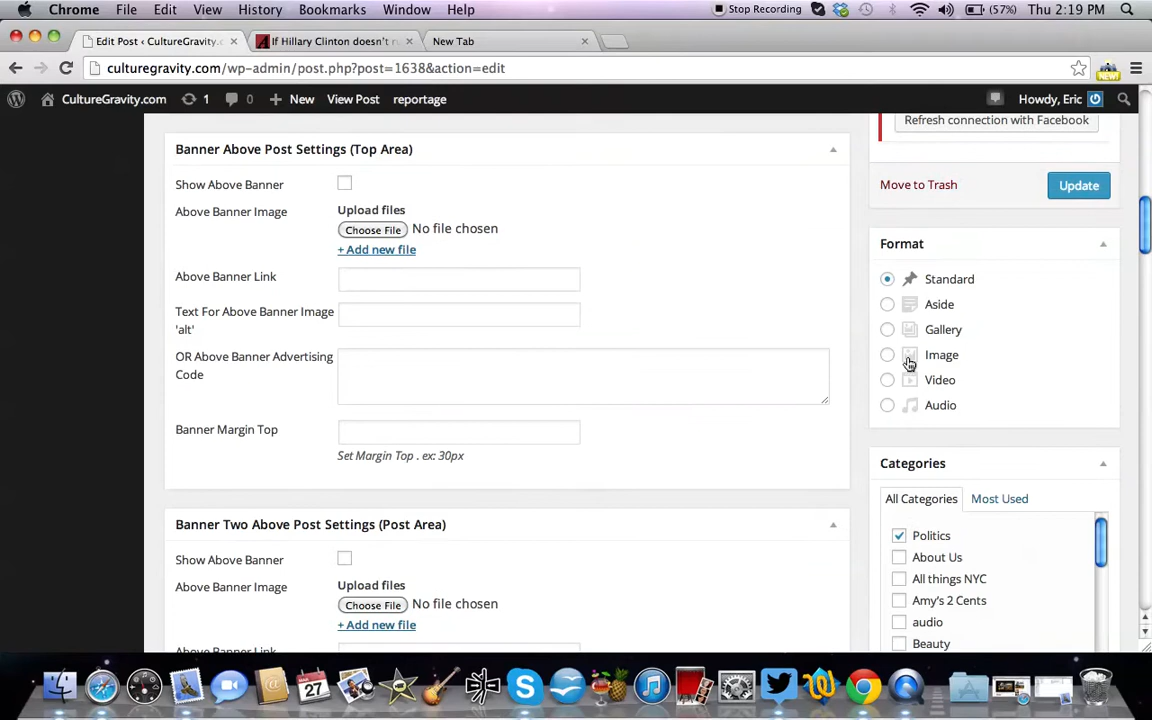 Chrome File Edit View History Bookmarks Window Help Stop Recording (57%) Thu 2:19 PM
Edit Post ‹ CultureGravity.c × If Hillary Clinton doesn't r × New Tab ×
culturegravity.com/wp-admin/post.php?post=1638&action=edit NEW!
CultureGravity.com 1 0 + New View Post reportage Howdy, Eric
Refresh connection with Facebook
Banner Above Post Settings (Top Area)
Move to Trash Update
Show Above Banner
Above Banner Image Upload files
Choose File No file chosen
+ Add new file
Format
Above Banner Link
Standard
Text For Above Banner Image
'alt'
Aside
Gallery
OR Above Banner Advertising
Code
Image
Video
Audio
Banner Margin Top
Set Margin Top . ex: 30px
Categories
All Categories Most Used
Banner Two Above Post Settings (Post Area)
Politics
Show Above Banner
About Us
Above Banner Image Upload files
All things NYC
Choose File No file chosen
Amy's 2 Cents
+ Add new file
audio
Above Banner Link
Beauty
MAR
27